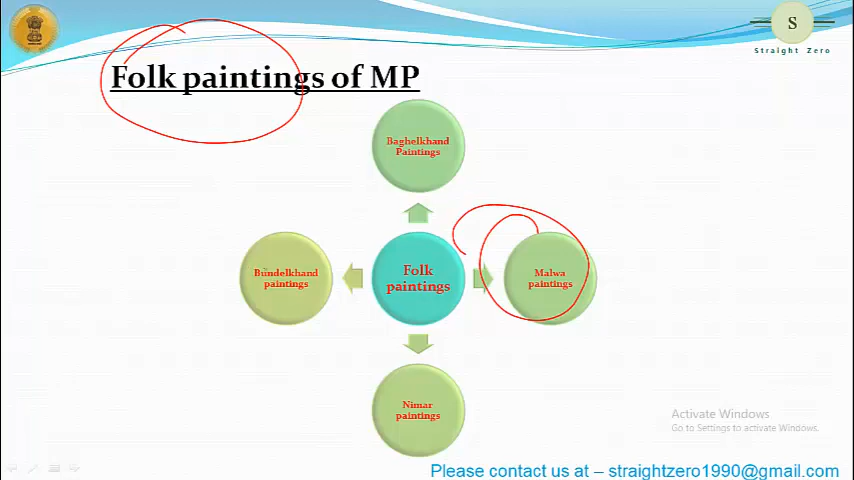 S
Straight Zero
Folk paintings of MP
Baghelkhand
Paintings
Bundelkhand
paintings
Folk
paintings
Malwa
paintings
Nimar
paintings
Activate Windows
Go to Settings to activate Windows.
Please contact us at – straightzero1990@gmail.com